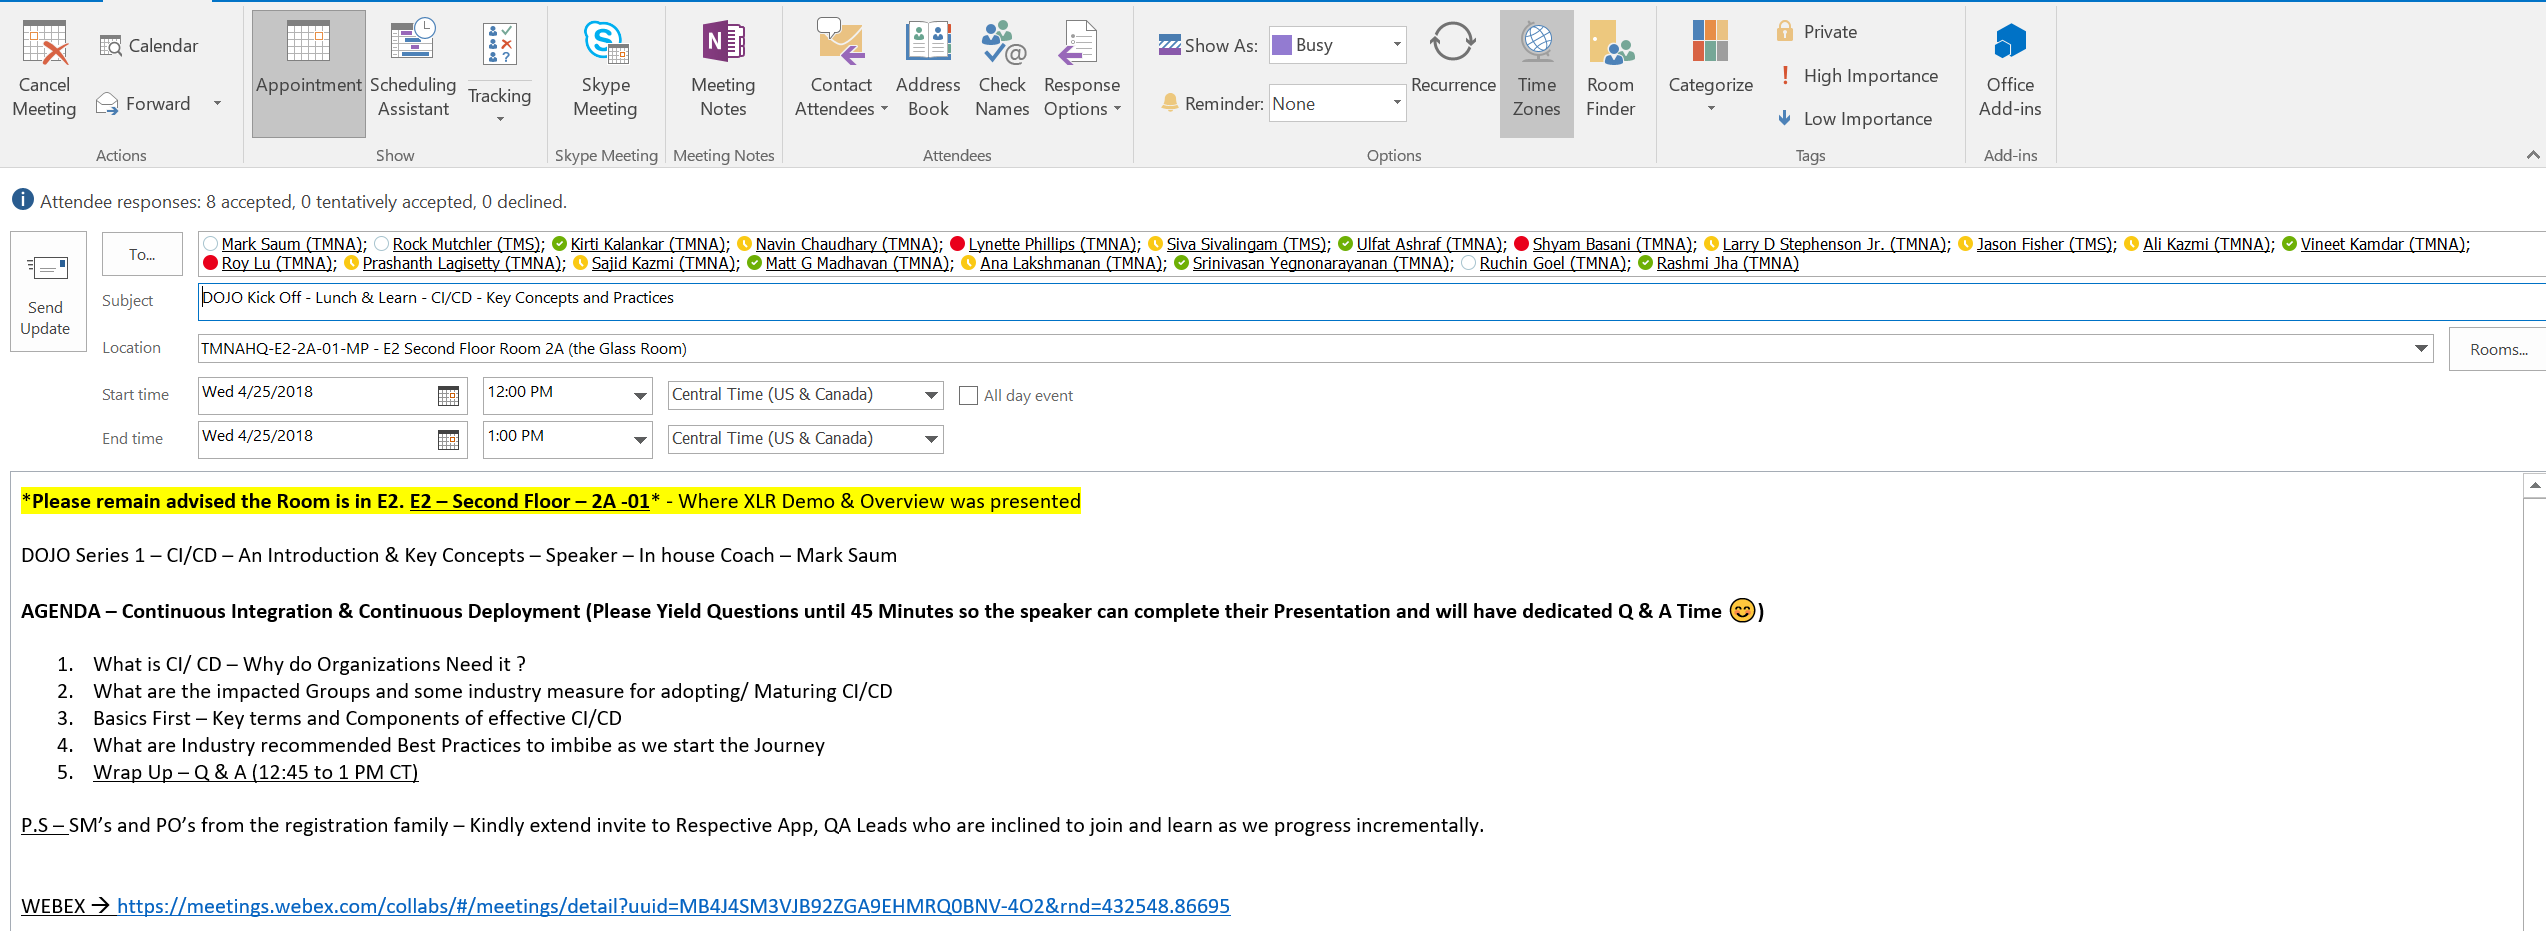 Cancel Meeting
Calendar
Forward
Actions
Appointment
Scheduling Assistant
Tracking
Show
Skype Meeting
Skype Meeting
Meeting Notes
Meeting Notes
Contact Attendees
Address Book
Check Names
Response Options
Attendees
Show As: Busy
Reminder: None
Recurrence
Time Zones
Room Finder
Options
Categorize
Private
High Importance
Low Importance
Tags
Office Add-ins
Add-ins
Attendee responses: 8 accepted, 0 tentatively accepted, 0 declined.
Send Update
To...
Mark Saum (TMNA); Rock Mutchler (TMS); Kirti Kalankar (TMNA); Navin Chaudhary (TMNA); Lynette Phillips (TMNA); Siva Sivalingam (TMS); Ulfat Ashraf (TMNA); Shyam Basani (TMNA); Larry D Stephenson Jr. (TMNA); Jason Fisher (TMS); Ali Kazmi (TMNA); Vineet Kamdar (TMNA);
Roy Lu (TMNA); Prashanth Lagisetty (TMNA); Sajid Kazmi (TMNA); Matt G Madhavan (TMNA); Ana Lakshmanan (TMNA); Srinivasan Yegnonarayanan (TMNA); Ruchin Goel (TMNA); Rashmi Jha (TMNA)
Subject DOJO Kick Off - Lunch & Learn - CI/CD - Key Concepts and Practices
Location TMNAHQ-E2-2A-01-MP - E2 Second Floor Room 2A (the Glass Room) Rooms...
Start time Wed 4/25/2018 12:00 PM Central Time (US & Canada) All day event
End time Wed 4/25/2018 1:00 PM Central Time (US & Canada)
*Please remain advised the Room is in E2. E2 – Second Floor – 2A -01* - Where XLR Demo & Overview was presented
DOJO Series 1 – CI/CD – An Introduction & Key Concepts – Speaker – In house Coach – Mark Saum
AGENDA – Continuous Integration & Continuous Deployment (Please Yield Questions until 45 Minutes so the speaker can complete their Presentation and will have dedicated Q & A Time 😊)
1. What is CI/ CD – Why do Organizations Need it ?
2. What are the impacted Groups and some industry measure for adopting/ Maturing CI/CD
3. Basics First – Key terms and Components of effective CI/CD
4. What are Industry recommended Best Practices to imbibe as we start the Journey
5. Wrap Up – Q & A (12:45 to 1 PM CT)
P.S – SM’s and PO’s from the registration family – Kindly extend invite to Respective App, QA Leads who are inclined to join and learn as we progress incrementally.
WEBEX → https://meetings.webex.com/collabs/#/meetings/detail?uuid=MB4J4SM3VJB92ZGA9EHMRQ0BNV-4O2&rnd=432548.86695